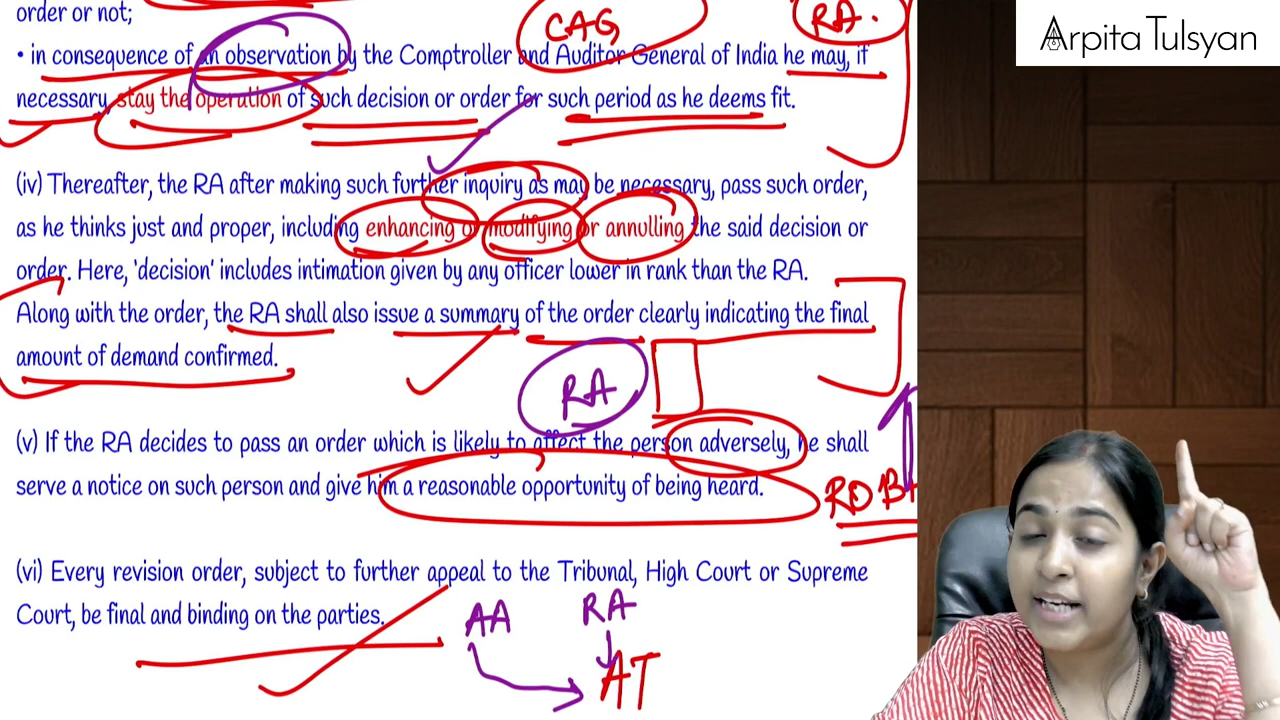 order or not;
CAG
RA.
Arpita Tulsyan
• in consequence of an observation by the Comptroller and Auditor General of India he may, if
necessary, stay the operation of such decision or order for such period as he deems fit.
(iv) Thereafter, the RA after making such further inquiry as may be necessary, pass such order,
as he thinks just and proper, including enhancing or modifying or annulling the said decision or
order. Here, 'decision' includes intimation given by any officer lower in rank than the RA.
Along with the order, the RA shall also issue a summary of the order clearly indicating the final
amount of demand confirmed.
RA
(v) If the RA decides to pass an order which is likely to affect the person adversely, he shall
serve a notice on such person and give him a reasonable opportunity of being heard.
ROBH
(vi) Every revision order, subject to further appeal to the Tribunal, High Court or Supreme
Court, be final and binding on the parties.
AA RA
AT